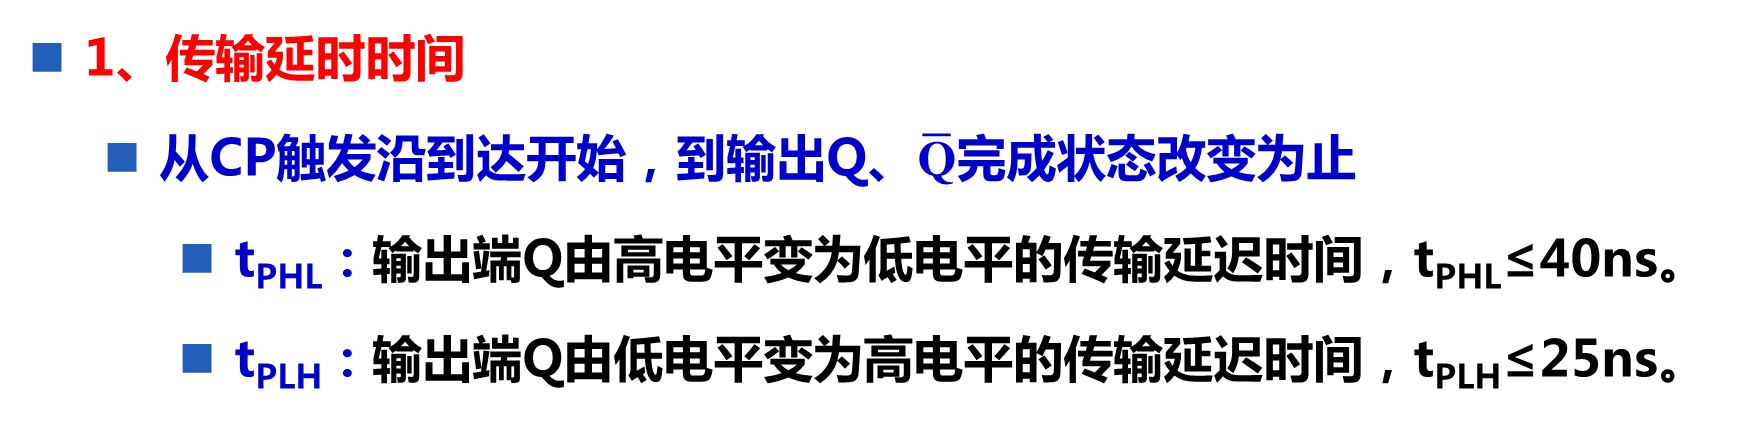 ■ 1、传输延时时间
■ 从CP触发沿到达开始，到输出Q、Q̅完成状态改变为止
■ tPHL：输出端Q由高电平变为低电平的传输延迟时间，tPHL≤40ns。
■ tPLH：输出端Q由低电平变为高电平的传输延迟时间，tPLH≤25ns。